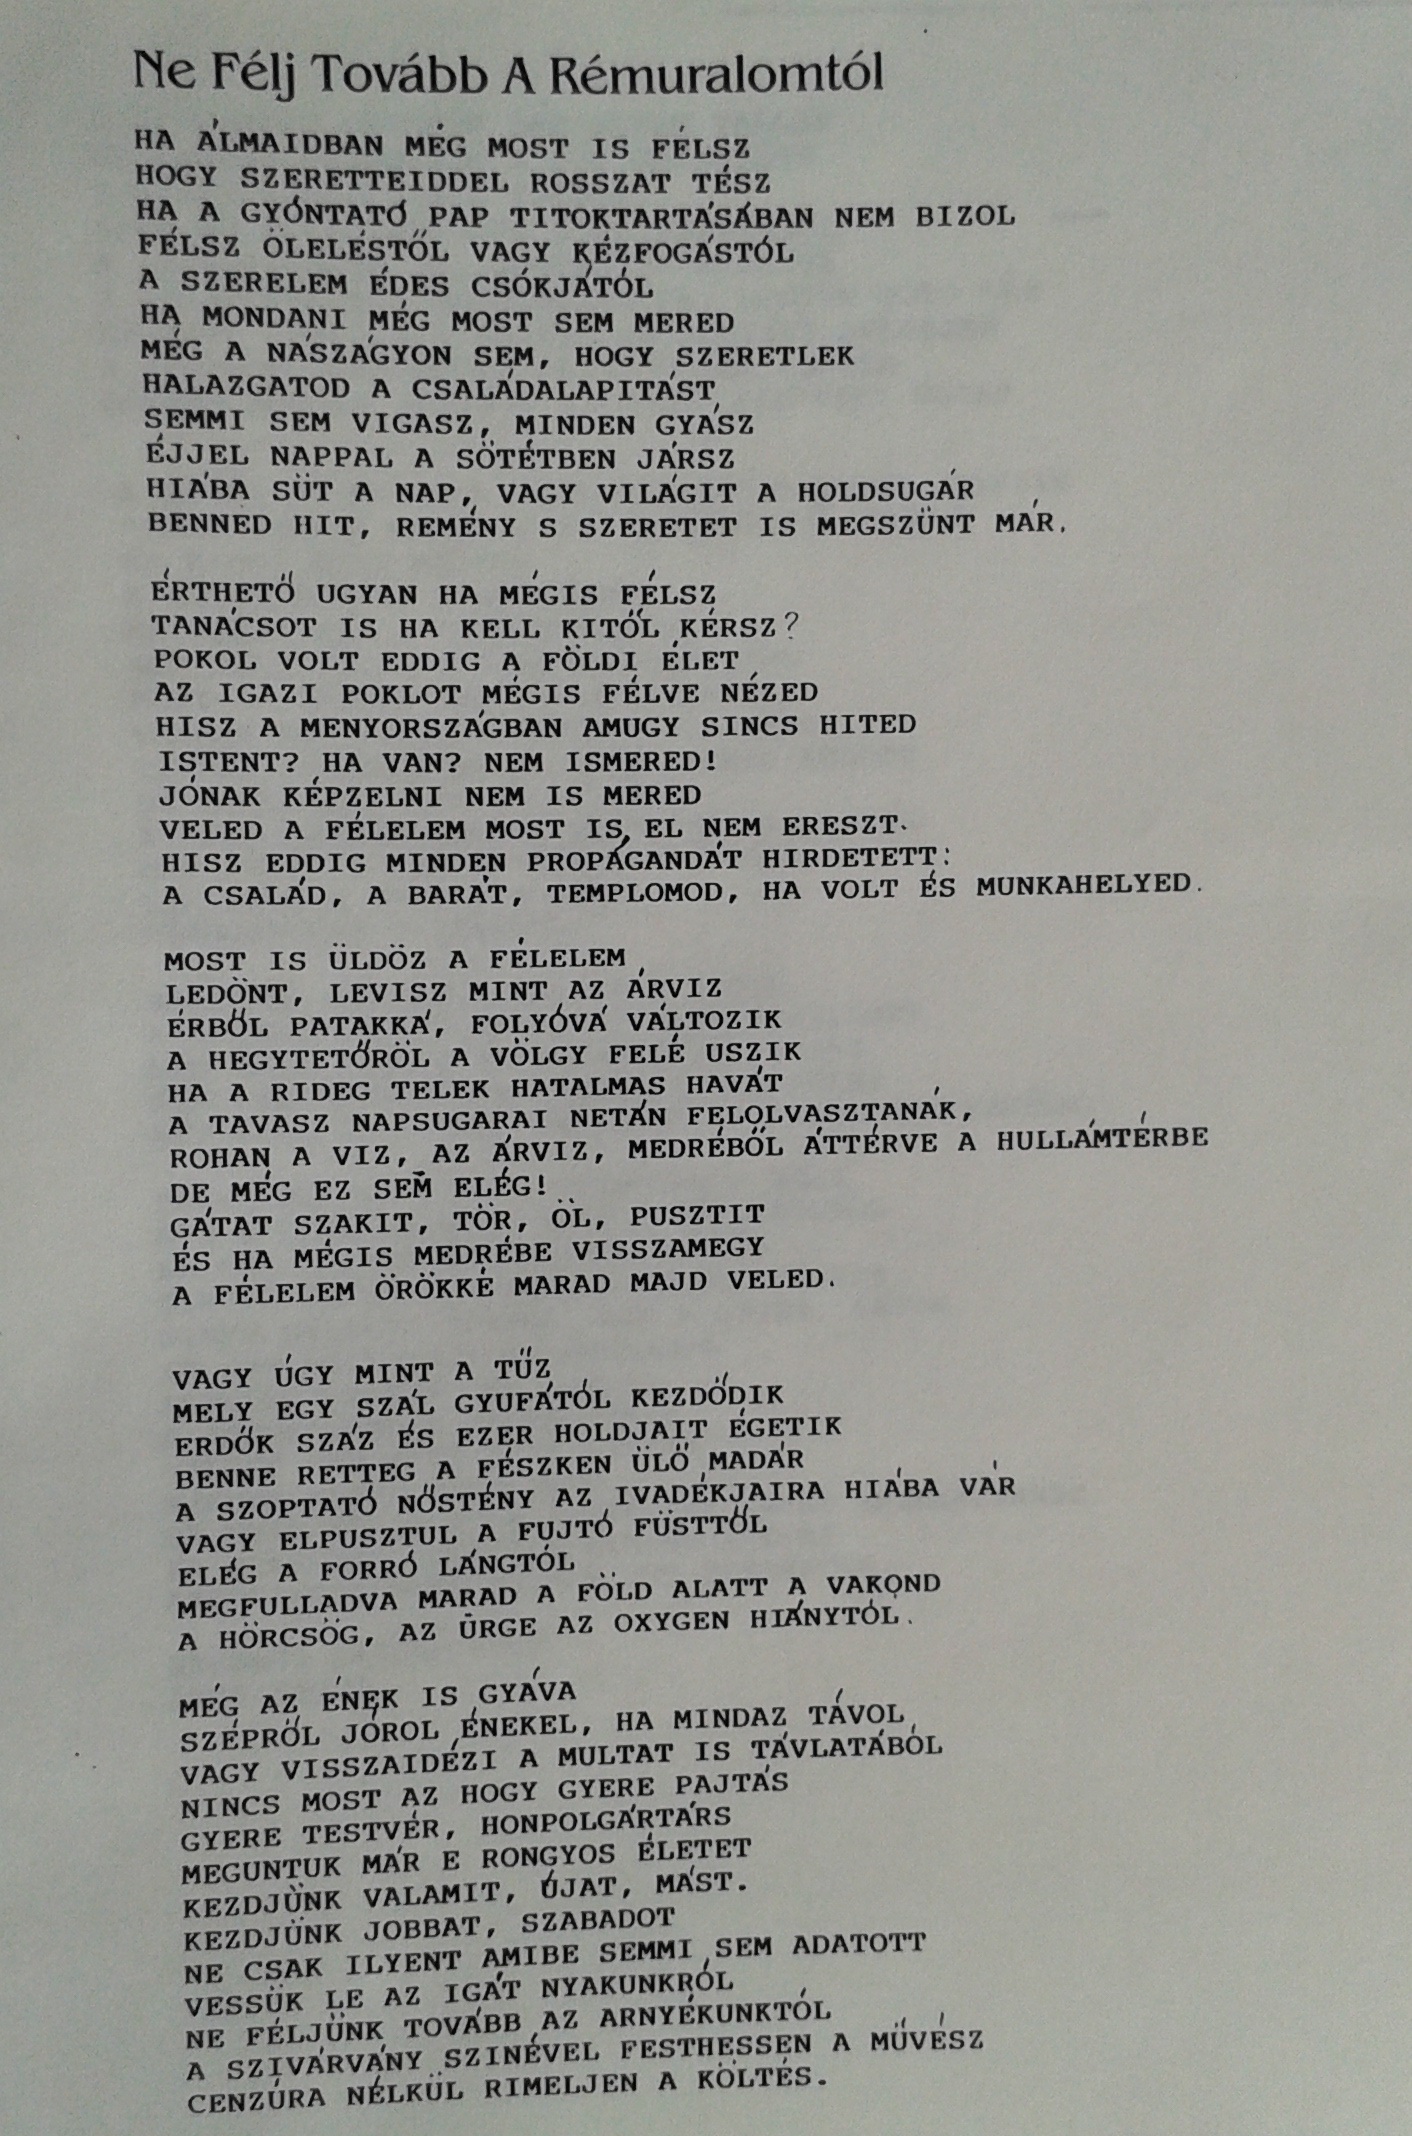 Ne Félj Tovább A Rémuralomtól
HA ÁLMAIDBAN MÉG MOST IS FÉLSZ
HOGY SZERETTEIDDEL ROSSZAT TÉSZ
HA A GYÓNTATÓ PAP TITOKTARTÁSÁBAN NEM BIZOL
FÉLSZ ÖLELÉSTŐL VAGY KÉZFOGÁSTÓL
A SZERELEM ÉDES CSÓKJÁTÓL
HA MONDANI MÉG MOST SEM MERED
MÉG A NÁSZÁGYON SEM, HOGY SZERETLEK
HALAZGATOD A CSALÁDALAPITÁST
SEMMI SEM VIGASZ, MINDEN GYÁSZ
ÉJJEL NAPPAL A SÖTÉTBEN JÁRSZ
HIÁBA SÜT A NAP, VAGY VILÁGIT A HOLDSUGÁR
BENNED HIT, REMÉNY S SZERETET IS MEGSZÜNT MÁR.
ÉRTHETŐ UGYAN HA MÉGIS FÉLSZ
TANÁCSOT IS HA KELL KITŐL KÉRSZ?
POKOL VOLT EDDIG A FÖLDI ÉLET
AZ IGAZI POKLOT MÉGIS FÉLVE NÉZED
HISZ A MENYORSZÁGBAN AMUGY SINCS HITED
ISTENT? HA VAN? NEM ISMERED!
JÓNAK KÉPZELNI NEM IS MERED
VELED A FÉLELEM MOST IS, EL NEM ERESZT.
HISZ EDDIG MINDEN PROPÁGANDÁT HIRDETETT:
A CSALÁD, A BARÁT, TEMPLOMOD, HA VOLT ÉS MUNKAHELYED.
MOST IS ÜLDÖZ A FÉLELEM
LEDÖNT, LEVISZ MINT AZ ÁRVIZ
ÉRBŐL PATAKKÁ, FOLYÓVÁ VÁLTOZIK
A HEGYTETŐRÖL A VÖLGY FELÉ USZIK
HA A RIDEG TELEK HATALMAS HAVÁT
A TAVASZ NAPSUGARAI NETÁN FELOLVASZTANÁK,
ROHAN A VIZ, AZ ÁRVIZ, MEDRÉBŐL ÁTTÉRVE A HULLÁMTÉRBE
DE MÉG EZ SEM ELÉG!
GÁTAT SZAKIT, TÖR, ÖL, PUSZTIT
ÉS HA MÉGIS MEDRÉBE VISSZAMEGY
A FÉLELEM ÖRÖKKÉ MARAD MAJD VELED.
VAGY ÚGY MINT A TŰZ
MELY EGY SZÁL GYUFÁTÓL KEZDŐDIK
ERDŐK SZÁZ ÉS EZER HOLDJAIT ÉGETIK
BENNE RETTEG A FÉSZKEN ÜLŐ MADÁR
A SZOPTATÓ NŐSTÉNY AZ IVADÉKJAIRA HIÁBA VÁR
VAGY ELPUSZTUL A FUJTÓ FÜSTTŐL
ELÉG A FORRÓ LÁNGTÓL
MEGFULLADVA MARAD A FÖLD ALATT A VAKOND
A HÖRCSÖG, AZ ÜRGE AZ OXYGEN HIÁNYTÓL.
MÉG AZ ÉNEK IS GYÁVA
SZÉPRŐL JÓROL ÉNEKEL, HA MINDAZ TÁVOL
VAGY VISSZAIDÉZI A MULTAT IS TÁVLATÁBÓL
NINCS MOST AZ HOGY GYERE PAJTÁS
GYERE TESTVÉR, HONPOLGÁRTÁRS
MEGUNTUK MÁR E RONGYOS ÉLETET
KEZDJÜNK VALAMIT, ÚJAT, MÁST.
KEZDJÜNK JOBBAT, SZABADOT
NE CSAK ILYENT AMIBE SEMMI SEM ADATOTT
VESSÜK LE AZ IGÁT NYAKUNKRÓL
NE FÉLJÜNK TOVÁBB AZ ARNYÉKUNKTÓL
A SZIVÁRVÁNY SZINÉVEL FESTHESSEN A MŰVÉSZ
CENZÚRA NÉLKÜL RIMELJEN A KÖLTÉS.